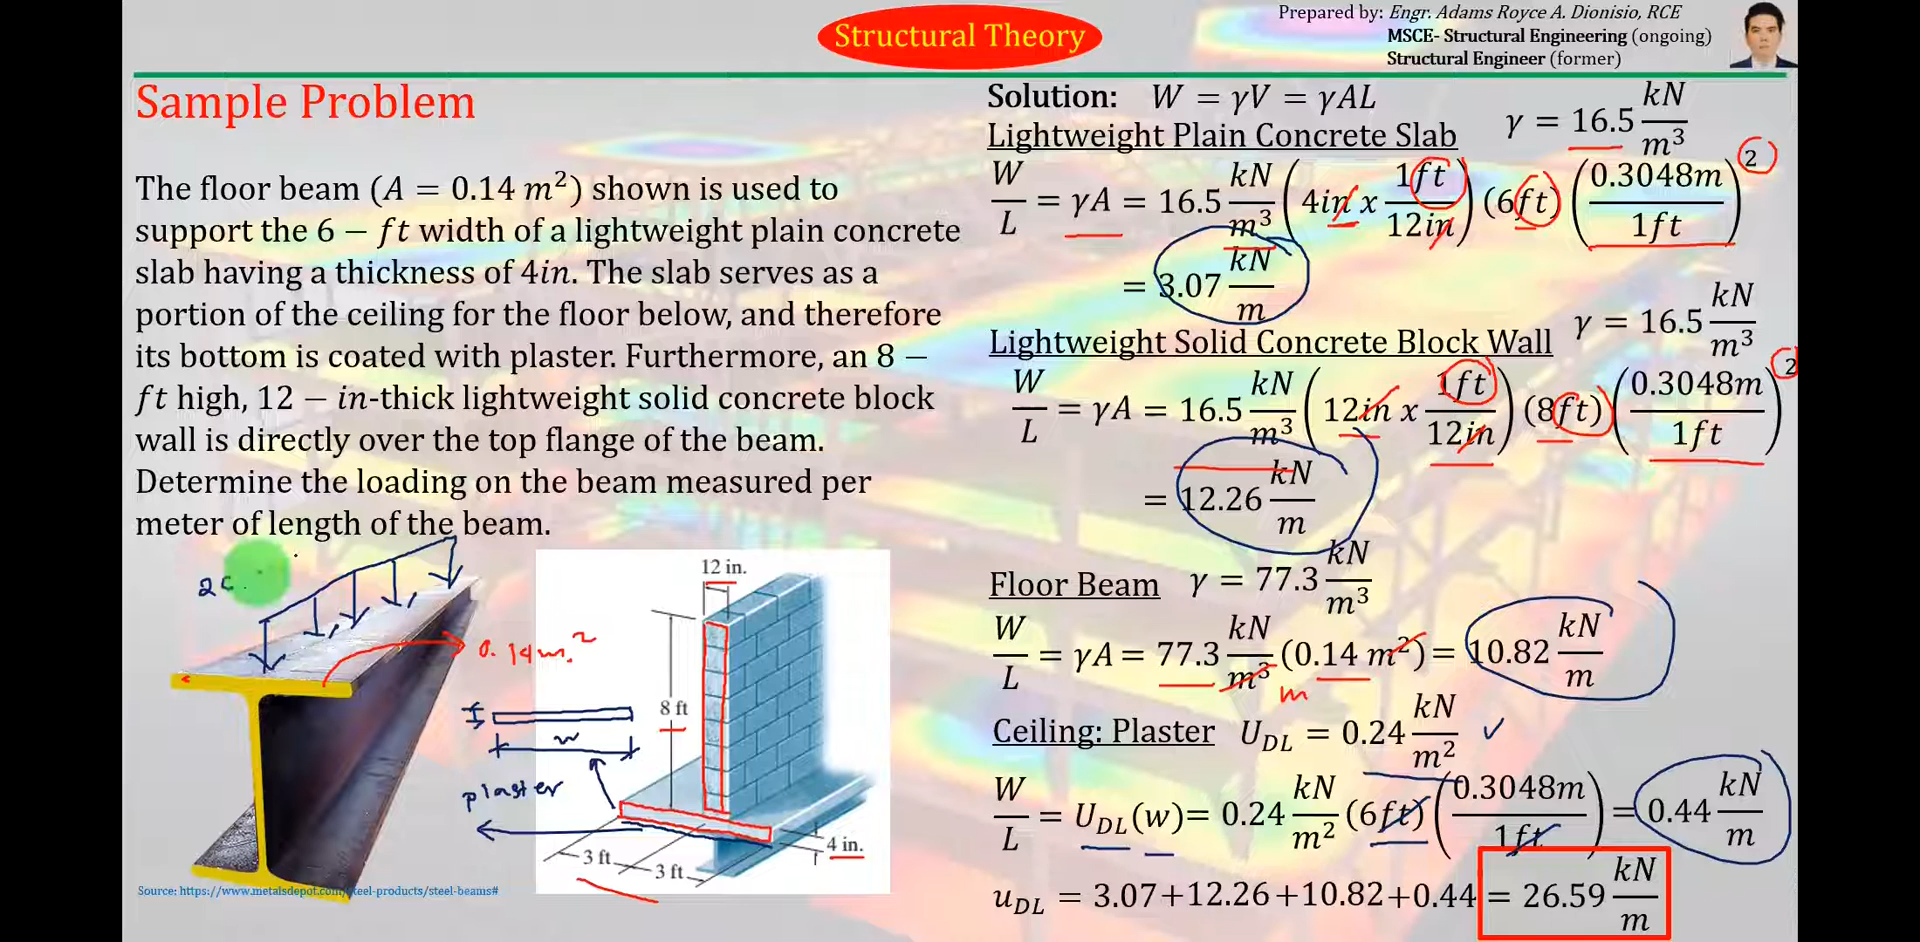 Structural Theory
Prepared by: Engr. Adams Royce A. Dionisio, RCE
MSCE- Structural Engineering (ongoing)
Structural Engineer (former)
Sample Problem
The floor beam (A = 0.14 m²) shown is used to
support the 6 − ft width of a lightweight plain concrete
slab having a thickness of 4in. The slab serves as a
portion of the ceiling for the floor below, and therefore
its bottom is coated with plaster. Furthermore, an 8 −
ft high, 12 − in-thick lightweight solid concrete block
wall is directly over the top flange of the beam.
Determine the loading on the beam measured per
meter of length of the beam.
0.14m.²
w
plaster
12 in.
8 ft
4 in.
3 ft
3 ft
Source: https://www.metalsdepot.com/steel-products/steel-beams#
Solution: W = γV = γAL
Lightweight Plain Concrete Slab γ = 16.5 kN/m³
W/L = γA = 16.5 kN/m³ (4in x 1ft/12in) (6ft) (0.3048m/1ft)²
= 3.07 kN/m
Lightweight Solid Concrete Block Wall γ = 16.5 kN/m³
W/L = γA = 16.5 kN/m³ (12in x 1ft/12in) (8ft) (0.3048m/1ft)²
= 12.26 kN/m
Floor Beam γ = 77.3 kN/m³
W/L = γA = 77.3 kN/m³ (0.14 m²) = 10.82 kN/m
m
Ceiling: Plaster U_DL = 0.24 kN/m² ✓
W/L = U_DL(w) = 0.24 kN/m² (6ft) (0.3048m/1ft) = 0.44 kN/m
u_DL = 3.07+12.26+10.82+0.44 = 26.59 kN/m